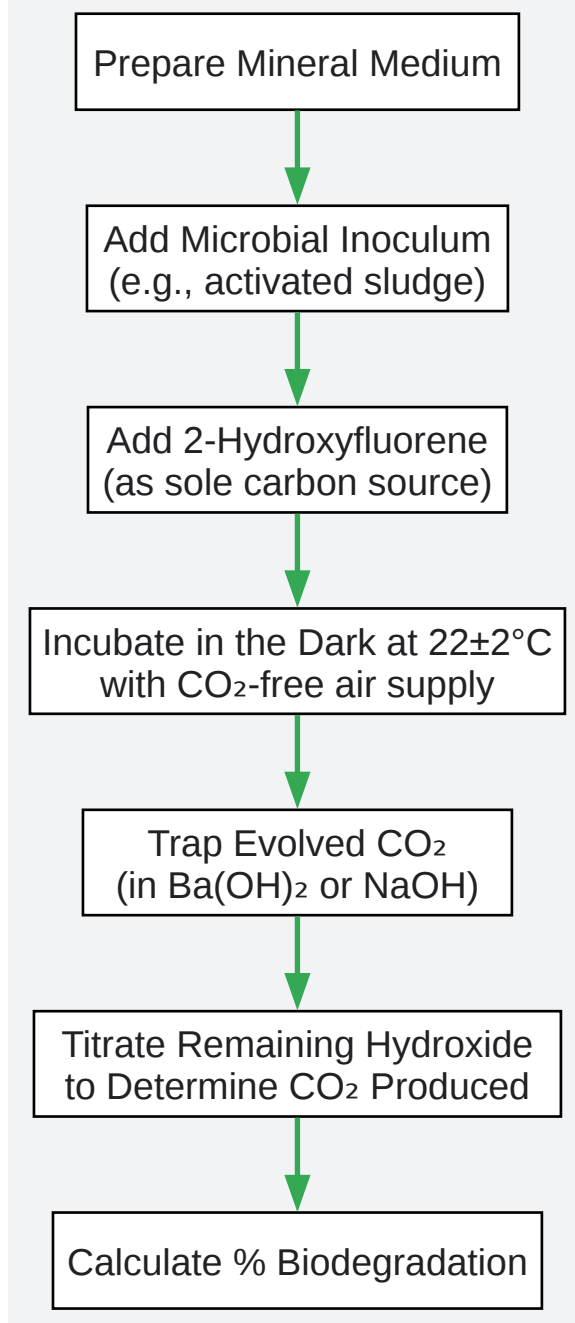 Prepare Mineral Medium
Add Microbial Inoculum
(e.g., activated sludge)
Add 2-Hydroxyfluorene
(as sole carbon source)
Incubate in the Dark at 22±2°C
with CO₂-free air supply
Trap Evolved CO₂
(in Ba(OH)₂ or NaOH)
Titrate Remaining Hydroxide
to Determine CO₂ Produced
Calculate % Biodegradation